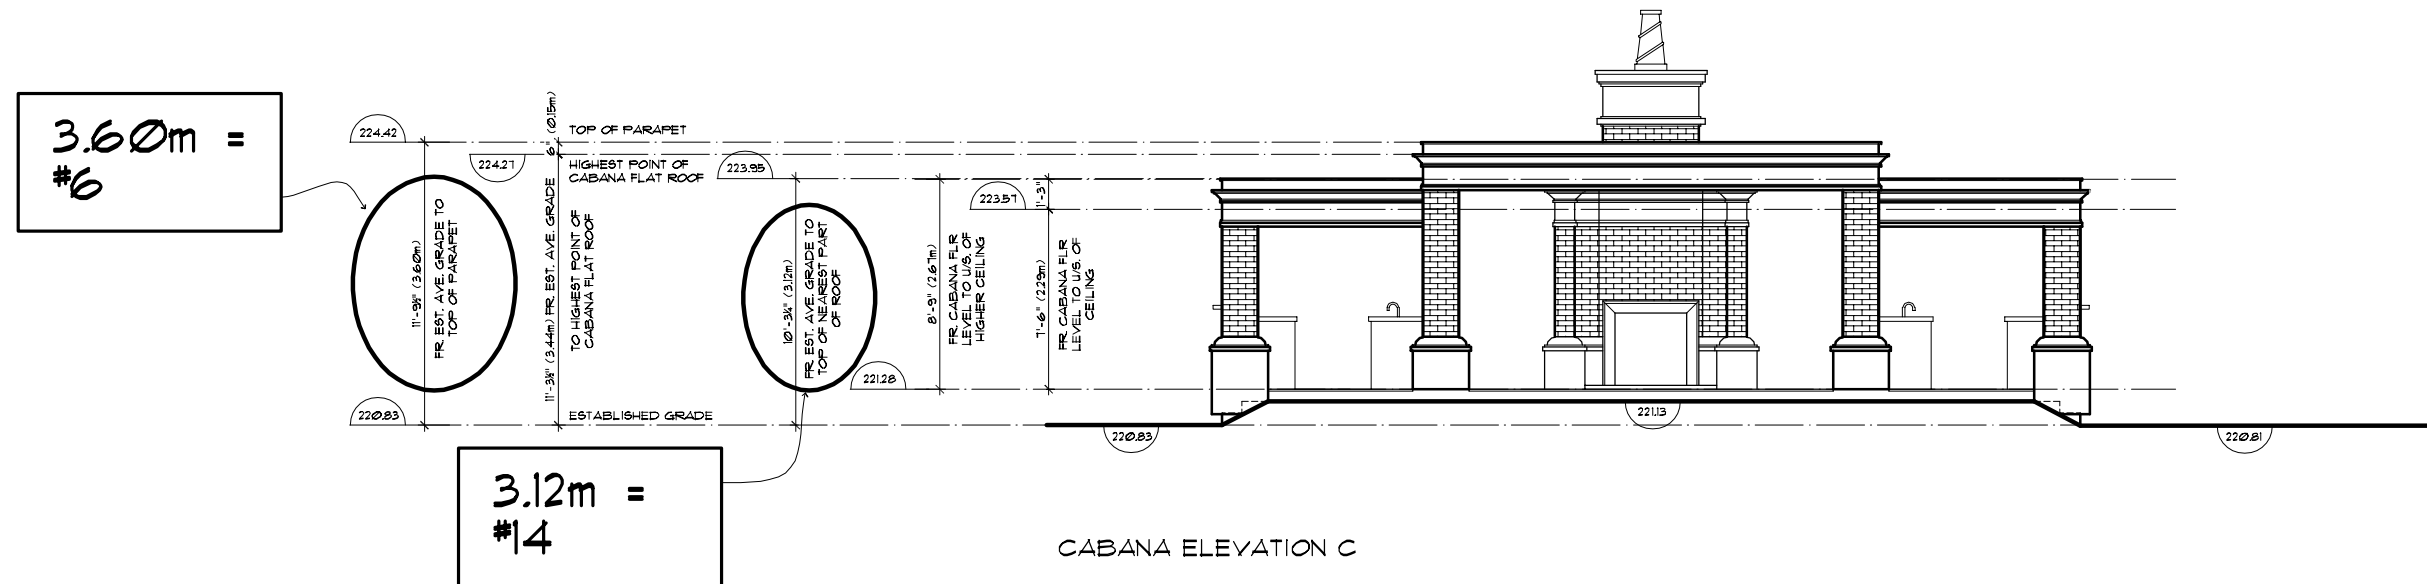 3.60m =
#6
224.42
6" (0.15m)
TOP OF PARAPET
224.27
HIGHEST POINT OF
CABANA FLAT ROOF
223.95
223.57
1'-3"
11'-9½" (3.60m)
FR. EST. AVE. GRADE TO
TOP OF PARAPET
11'-3½" (3.44m) FR. EST. AVE. GRADE
TO HIGHEST POINT OF
CABANA FLAT ROOF
10'-3¼" (3.12m)
FR EST. AVE. GRADE TO
TOP OF NEAREST PART
OF ROOF
8'-9" (2.67m)
FR. CABANA FLR
LEVEL TO U/S. OF
HIGHER CEILING
7'-6" (2.29m)
FR. CABANA FLR
LEVEL TO U/S. OF
CEILING
221.28
220.83
ESTABLISHED GRADE
220.83
221.13
220.81
3.12m =
#14
CABANA ELEVATION C